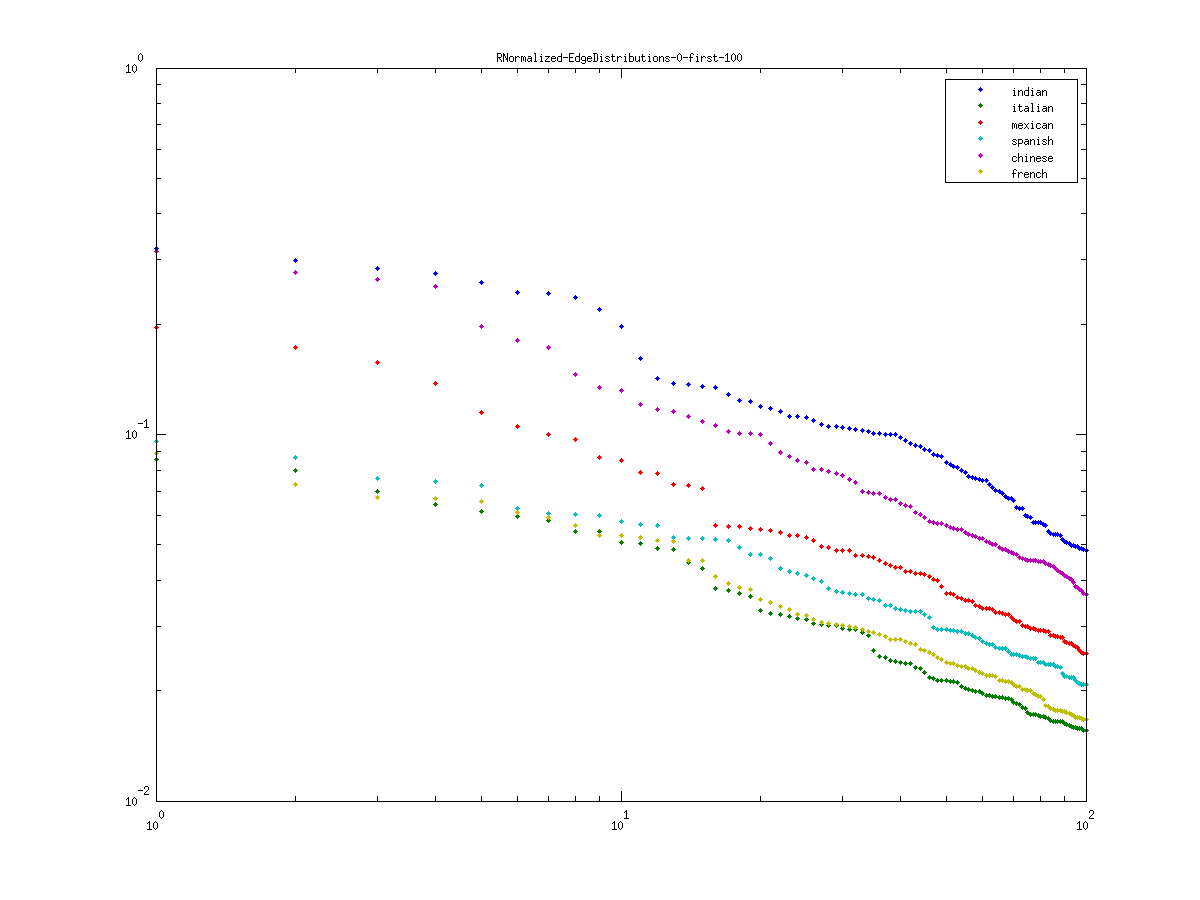 RNormalized-EdgeDistributions-0-first-100
10^0
indian
italian
mexican
spanish
chinese
french
10^-1
10^-2
10^0 10^1 10^2